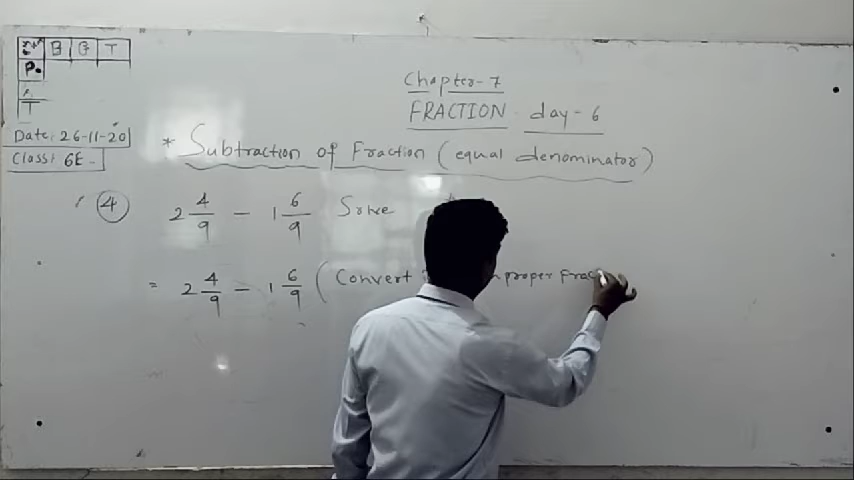 B G T
P.
A
T
Chapter-7
FRACTION day-6
Date: 26-11-20
Class: 6E-
* Subtraction of Fraction (equal denominator)
④ 2 4/9 - 1 6/9 Solve
= 2 4/9 - 1 6/9 (Convert proper frac